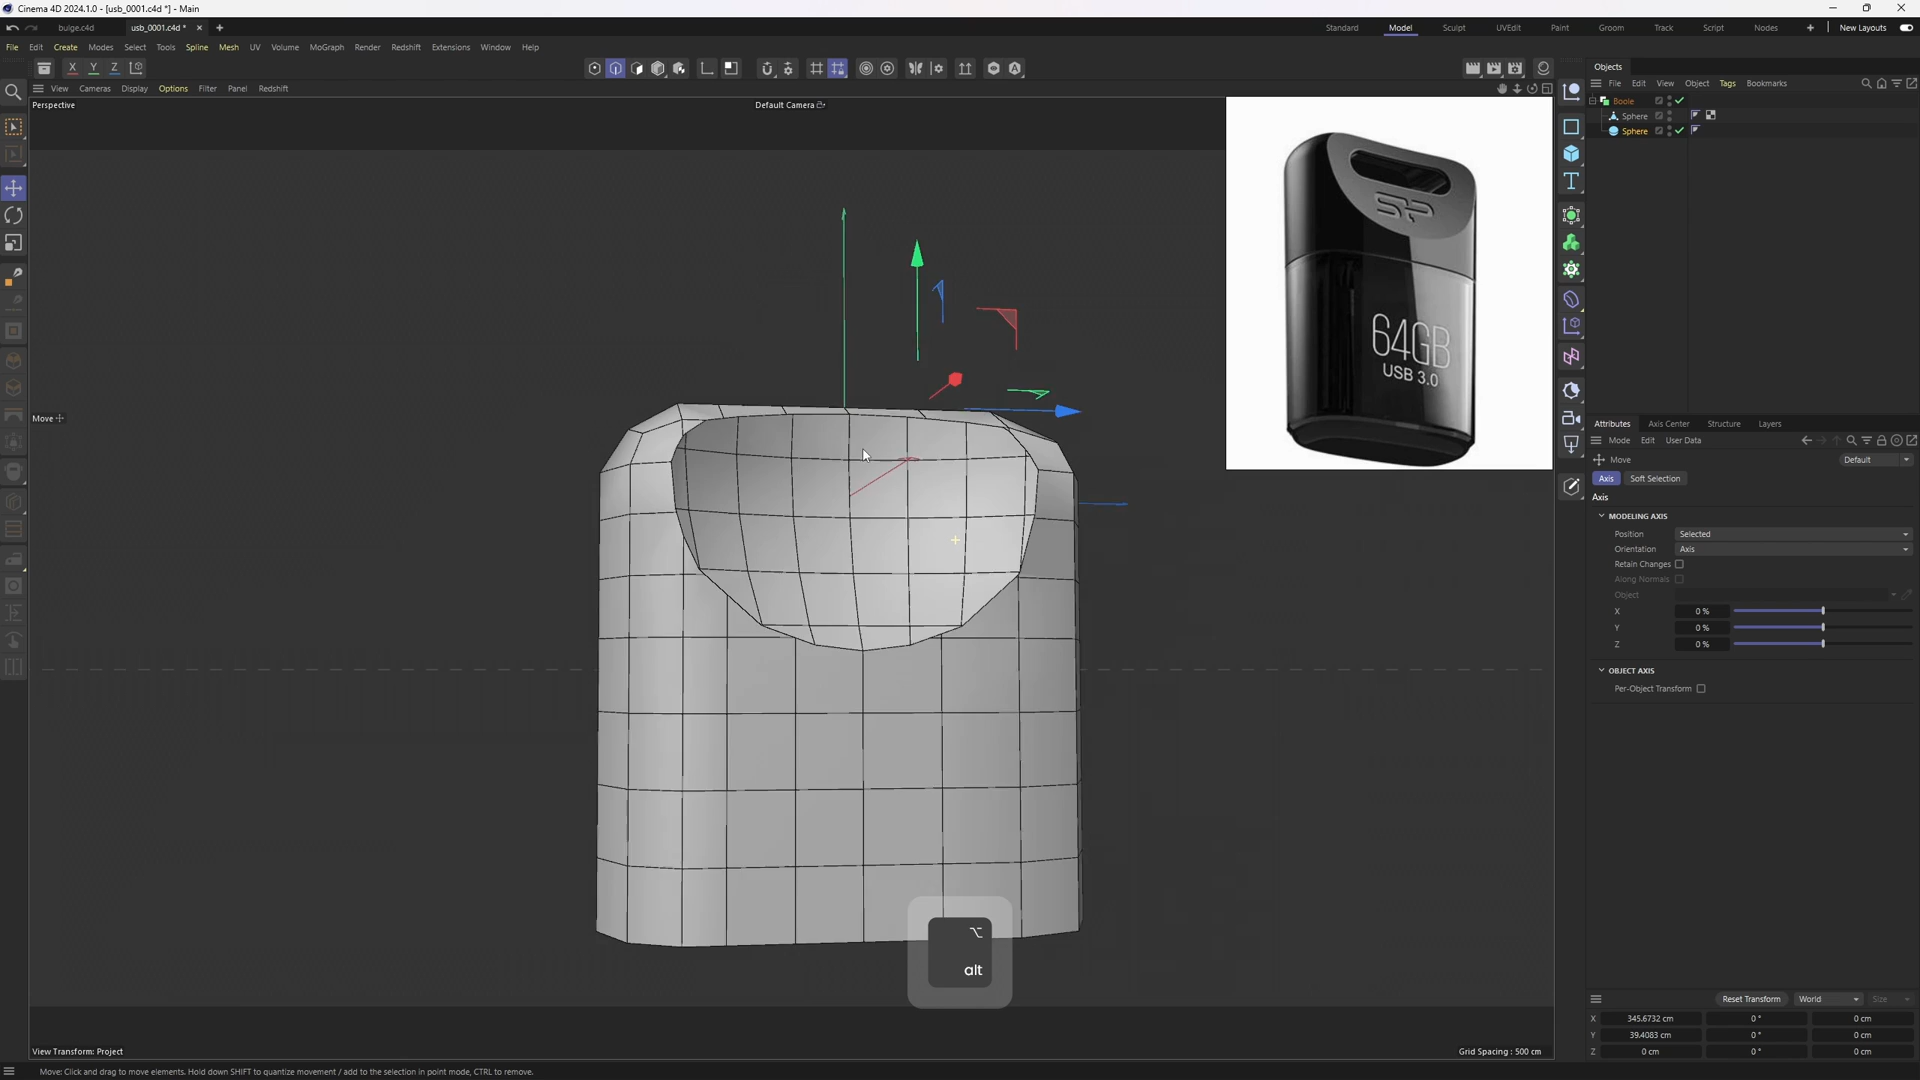 Cinema 4D 2024.1.0 - [usb_0001.c4d *] - Main
bulge.c4d
usb_0001.c4d *
Standard
Model
Sculpt
UVEdit
Paint
Groom
Track
Script
Nodes
New Layouts
File Edit Create Modes Select Tools Spline Mesh UV Volume MoGraph Render Redshift Extensions Window Help
X Y Z
View Cameras Display Options Filter Panel Redshift
Perspective
Default Camera
Move
SP
64GB
USB 3.0
⌥
alt
View Transform: Project
Grid Spacing : 500 cm
Move: Click and drag to move elements. Hold down SHIFT to quantize movement / add to the selection in point mode, CTRL to remove.
Objects
File Edit View Object Tags Bookmarks
Boole
Sphere
Sphere
Attributes Axis Center Structure Layers
Mode Edit User Data
Move
Default
Axis
Soft Selection
Axis
MODELING AXIS
Position Selected
Orientation Axis
Retain Changes
Along Normals
Object
X 0 %
Y 0 %
Z 0 %
OBJECT AXIS
Per-Object Transform
Reset Transform World Size
X 345.6732 cm 0 ° 0 cm
Y 39.4083 cm 0 ° 0 cm
Z 0 cm 0 ° 0 cm